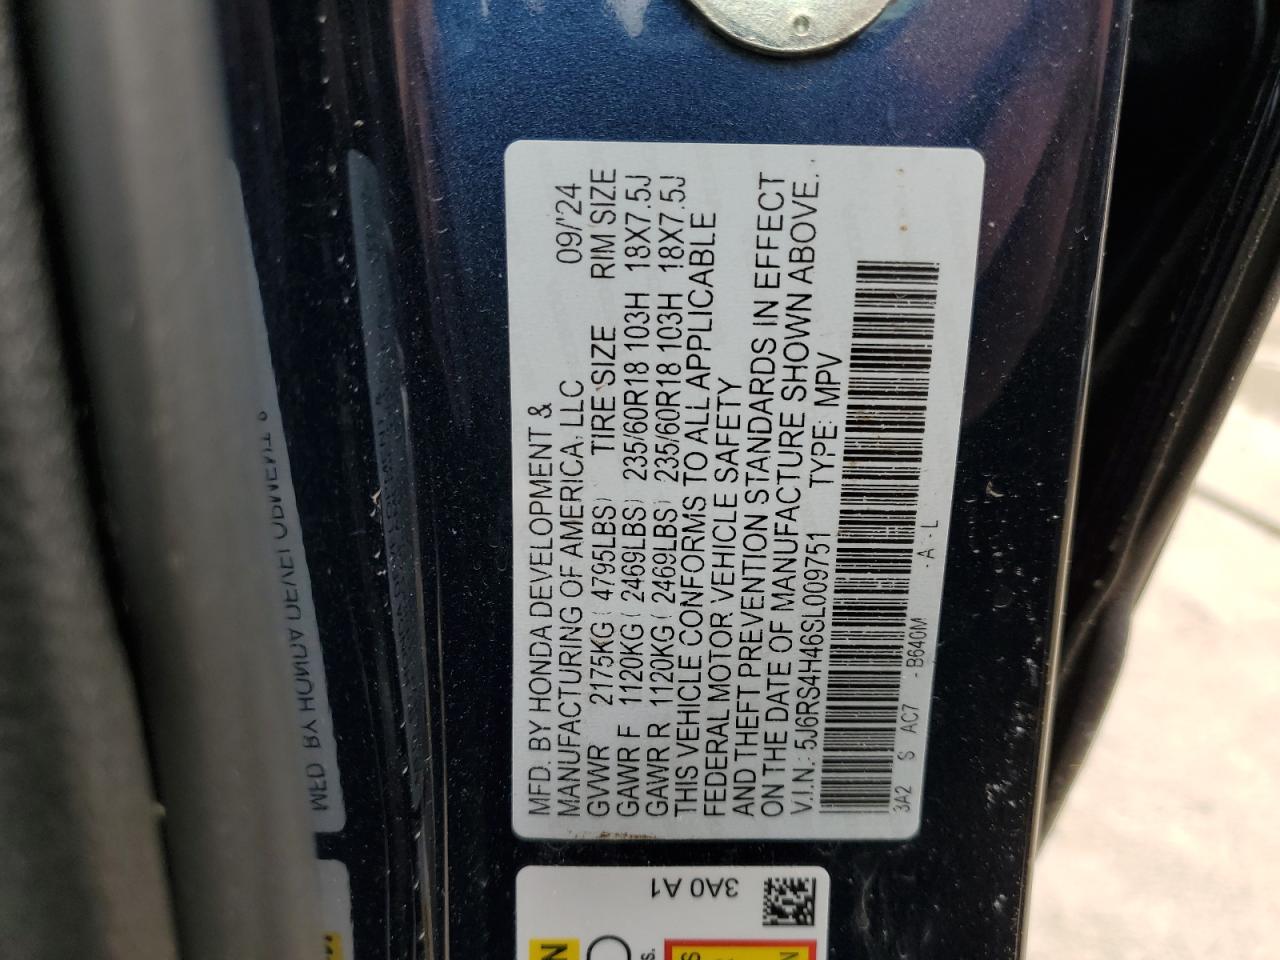 MFD. BY HONDA DEVELOPMENT &
MANUFACTURING OF AMERICA, LLC 09/'24
GVWR 2175KG ( 4795LBS) TIRE SIZE RIM SIZE
GAWR F 1120KG ( 2469LBS) 235/60R18 103H 18X7.5J
GAWR R 1120KG ( 2469LBS) 235/60R18 103H 18X7.5J
THIS VEHICLE CONFORMS TO ALL APPLICABLE
FEDERAL MOTOR VEHICLE SAFETY
AND THEFT PREVENTION STANDARDS IN EFFECT
ON THE DATE OF MANUFACTURE SHOWN ABOVE.
V.I.N.: 5J6RS4H46SL009751 TYPE: MPV
3A2 S AC7 -B640M -A-L
3A0 A1